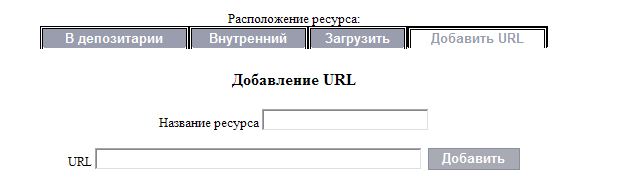 Расположение ресурса:
В депозитарии Внутренний Загрузить Добавить URL
Добавление URL
Название ресурса
URL Добавить